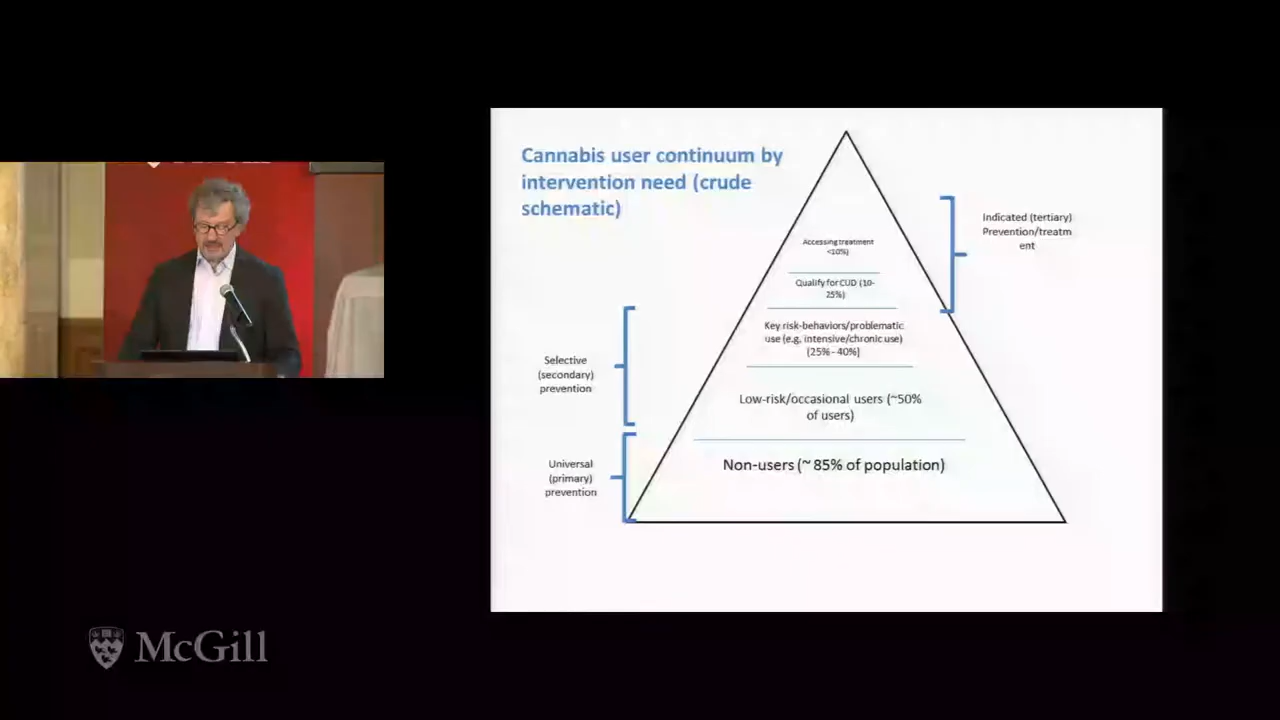 Cannabis user continuum by
intervention need (crude
schematic)
Accessing treatment
<10%)
Qualify for CUD (10-
25%)
Key risk-behaviors/problematic
use (e.g, intensive/chronic use)
(25% - 40%)
Low-risk/occasional users (~50%
of users)
Non-users (~ 85% of population)
Indicated (tertiary)
Prevention/treatm
ent
Selective
(secondary)
prevention
Universal
(primary)
prevention
McGill